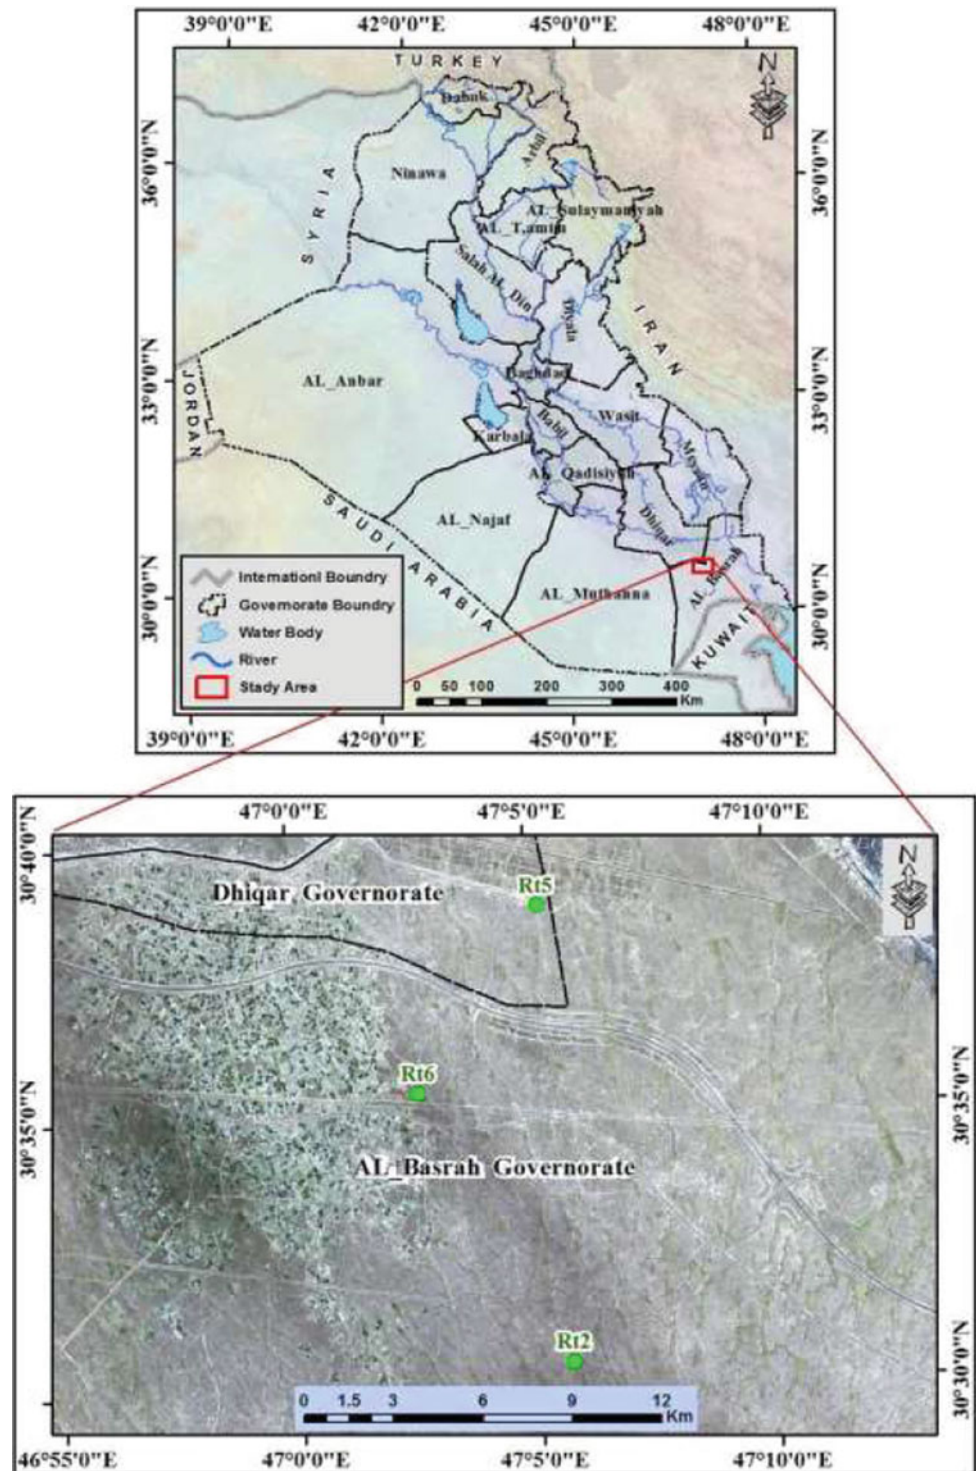 39°0'0"E 42°0'0"E 45°0'0"E 48°0'0"E
TURKEY
N
Dahuk
Arbil
36°0'0"N
36°0'0"N
Ninawa
SYRIA
AL_Sulaymaniyah
AL_T,amim
Salah AL_Din
Diyala
IRAN
33°0'0"N
33°0'0"N
JORDAN
AL_Anbar
Baghdad
Wasit
Babil
Karbala
Meysan
AL_Qadisiyah
SAUDI ARABIA
AL_Najaf
Dhiqar
AL_Basrah
AL_Muthanna
KUWAIT
30°0'0"N
30°0'0"N
Internationl Boundry
Governorate Boundry
Water Body
River
Stady Area
0 50 100 200 300 400
Km
39°0'0"E 42°0'0"E 45°0'0"E 48°0'0"E
47°0'0"E 47°5'0"E 47°10'0"E
30°40'0"N
N
Dhiqar Governorate
Rt5
Rt6
30°35'0"N
30°35'0"N
AL_Basrah Governorate
Rt2
30°30'0"N
0 1.5 3 6 9 12
Km
46°55'0"E 47°0'0"E 47°5'0"E 47°10'0"E